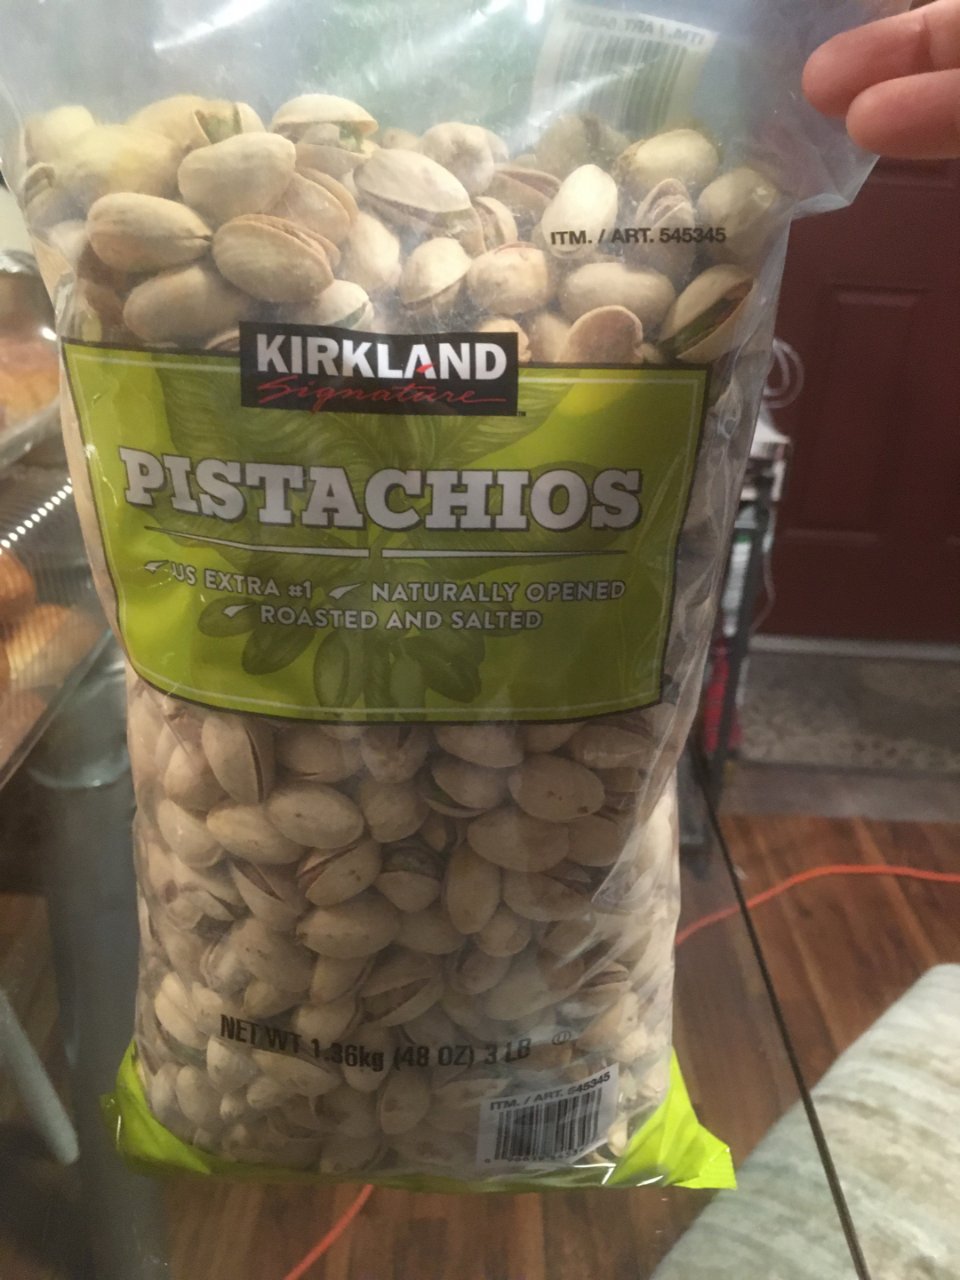 ITM. / ART. 545345
KIRKLAND
Signature
PISTACHIOS
US EXTRA #1 NATURALLY OPENED
ROASTED AND SALTED
NET WT 1.36kg (48 OZ) 3 LB
ITM. / ART. 545345